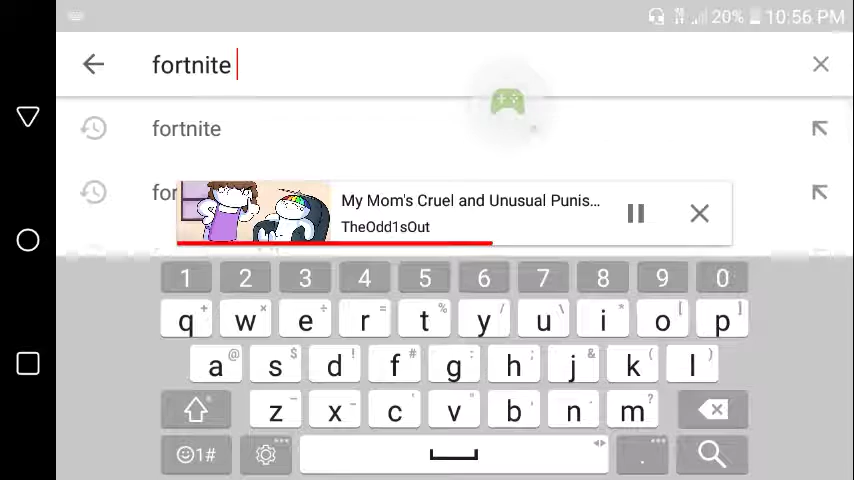 20% 10:56 PM
fortnite
fortnite
for
My Mom's Cruel and Unusual Punis...
TheOdd1sOut
1 2 3 4 5 6 7 8 9 0
q + w × e ÷ r = t % y / u \ i * o [ p ]
a @ s $ d ! f # g : h ; j & k ( l )
z - x _ c ' v " b , n . m ?
☺1# ... ◂▸ . ...